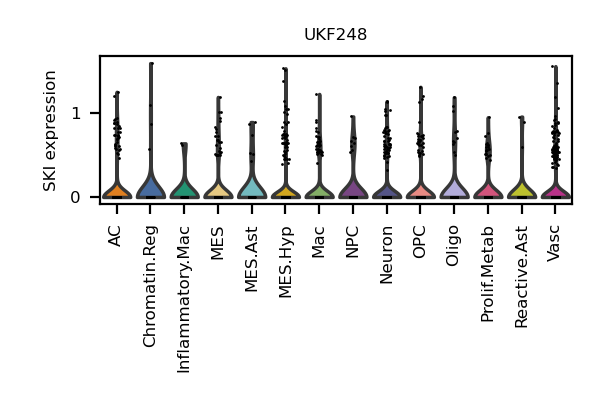 UKF248
SKI expression
1
0
AC
Chromatin.Reg
Inflammatory.Mac
MES
MES.Ast
MES.Hyp
Mac
NPC
Neuron
OPC
Oligo
Prolif.Metab
Reactive.Ast
Vasc